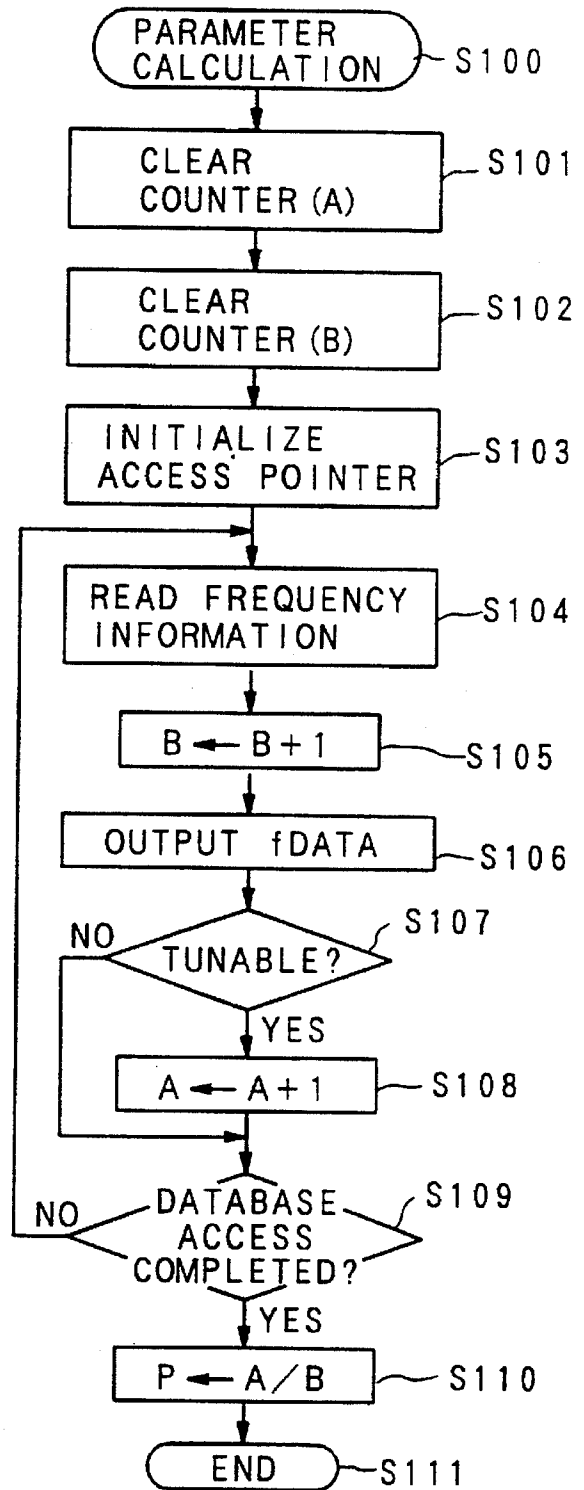 PARAMETER
CALCULATION
S100
CLEAR
COUNTER(A)
S101
CLEAR
COUNTER(B)
S102
INITIALIZE
ACCESS POINTER
S103
READ FREQUENCY
INFORMATION
S104
B ← B+1
S105
OUTPUT fDATA
S106
S107
NO
TUNABLE?
YES
A ← A+1
S108
S109
NO
DATABASE
ACCESS
COMPLETED?
YES
P ← A/B
S110
END
S111